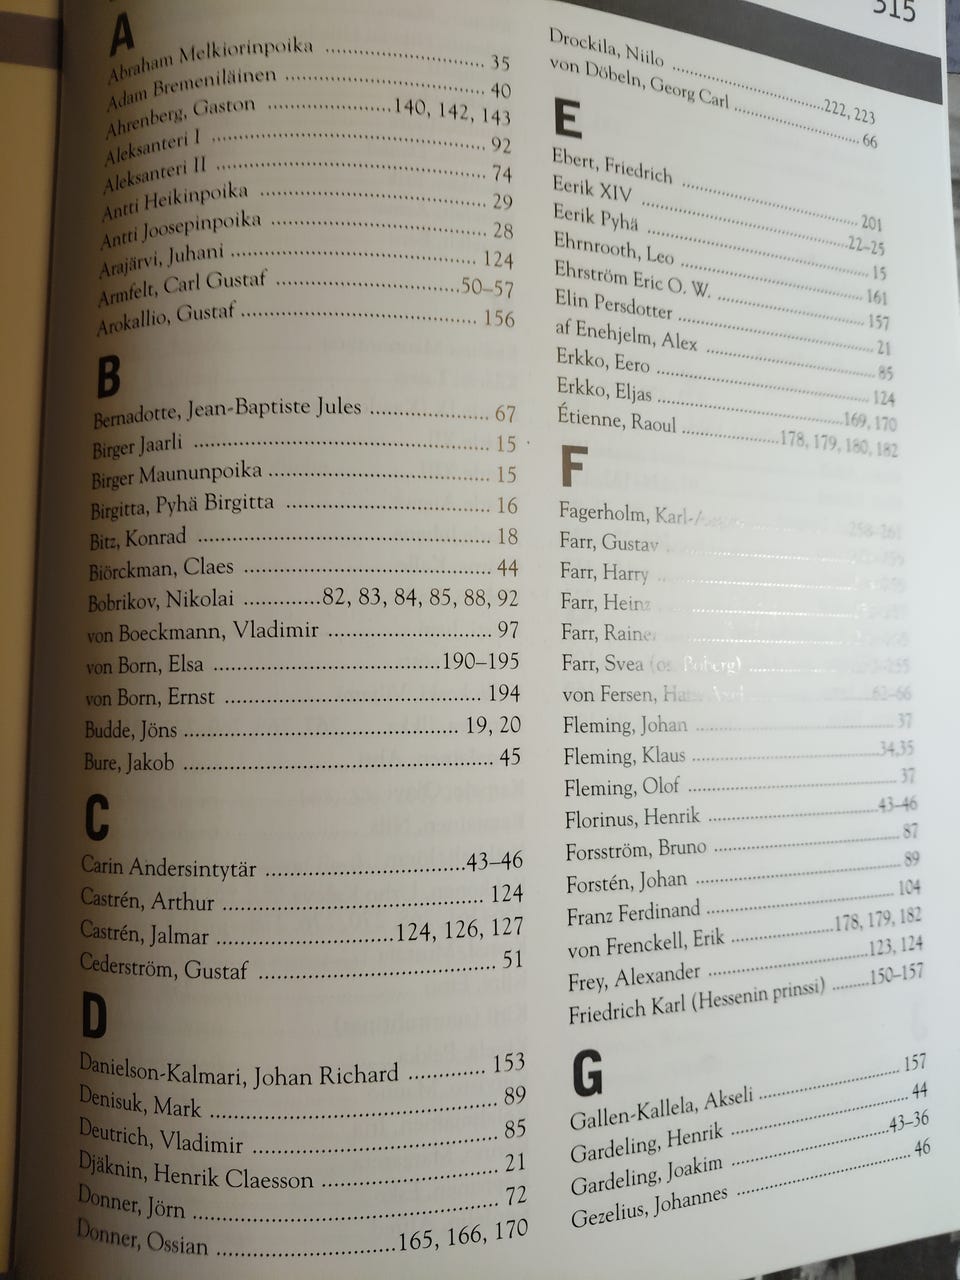 315
A
Abraham Melkiorinpoika ........ 35
Adam Bremeniläinen ........ 40
Ahrenberg, Gaston ........ 140, 142, 143
Aleksanteri I ........ 92
Aleksanteri II ........ 74
Antti Heikinpoika ........ 29
Antti Joosepinpoika ........ 28
Arajärvi, Juhani ........ 124
Armfelt, Carl Gustaf ........ 50–57
Arokallio, Gustaf ........ 156
B
Bernadotte, Jean-Baptiste Jules ........ 67
Birger Jaarli ........ 15
Birger Maununpoika ........ 15
Birgitta, Pyhä Birgitta ........ 16
Bitz, Konrad ........ 18
Biörckman, Claes ........ 44
Bobrikov, Nikolai ........ 82, 83, 84, 85, 88, 92
von Boeckmann, Vladimir ........ 97
von Born, Elsa ........ 190–195
von Born, Ernst ........ 194
Budde, Jöns ........ 19, 20
Bure, Jakob ........ 45
C
Carin Andersintytär ........ 43–46
Castrén, Arthur ........ 124
Castrén, Jalmar ........ 124, 126, 127
Cederström, Gustaf ........ 51
D
Danielson-Kalmari, Johan Richard ........ 153
Denisuk, Mark ........ 89
Deutrich, Vladimir ........ 85
Djäknin, Henrik Claesson ........ 21
Donner, Jörn ........ 72
Donner, Ossian ........ 165, 166, 170
Drockila, Niilo ........ 222, 223
von Döbeln, Georg Carl ........ 66
E
Ebert, Friedrich ........ 201
Eerik XIV ........ 22–25
Eerik Pyhä ........ 15
Ehrnrooth, Leo ........ 161
Ehrström Eric O. W. ........ 157
Elin Persdotter ........ 21
af Enehjelm, Alex ........ 85
Erkko, Eero ........ 124
Erkko, Eljas ........ 169, 170
Étienne, Raoul ........ 178, 179, 180, 182
F
Fagerholm, Karl-
Farr, Gustav
Farr, Harry
Farr, Heinz
Farr, Rainer
Farr, Svea (os. Boberg)
von Fersen, ........ 62–66
Fleming, Johan ........ 37
Fleming, Klaus ........ 34,35
Fleming, Olof ........ 37
Florinus, Henrik ........ 43–46
Forsström, Bruno ........ 87
Forstén, Johan ........ 89
Franz Ferdinand ........ 104
von Frenckell, Erik ........ 178, 179, 182
Frey, Alexander ........ 123, 124
Friedrich Karl (Hessenin prinssi) ........ 150–157
G
Gallen-Kallela, Akseli ........ 157
Gardeling, Henrik ........ 44
Gardeling, Joakim ........ 43–36
Gezelius, Johannes ........ 46